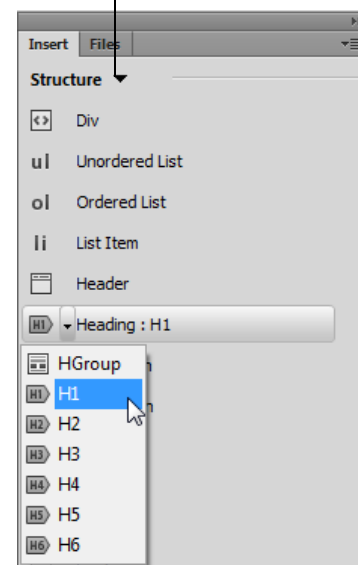 Insert Files
Structure
<> Div
ul Unordered List
ol Ordered List
li List Item
Header
H1 Heading : H1
HGroup
H1 H1
H2 H2
H3 H3
H4 H4
H5 H5
H6 H6